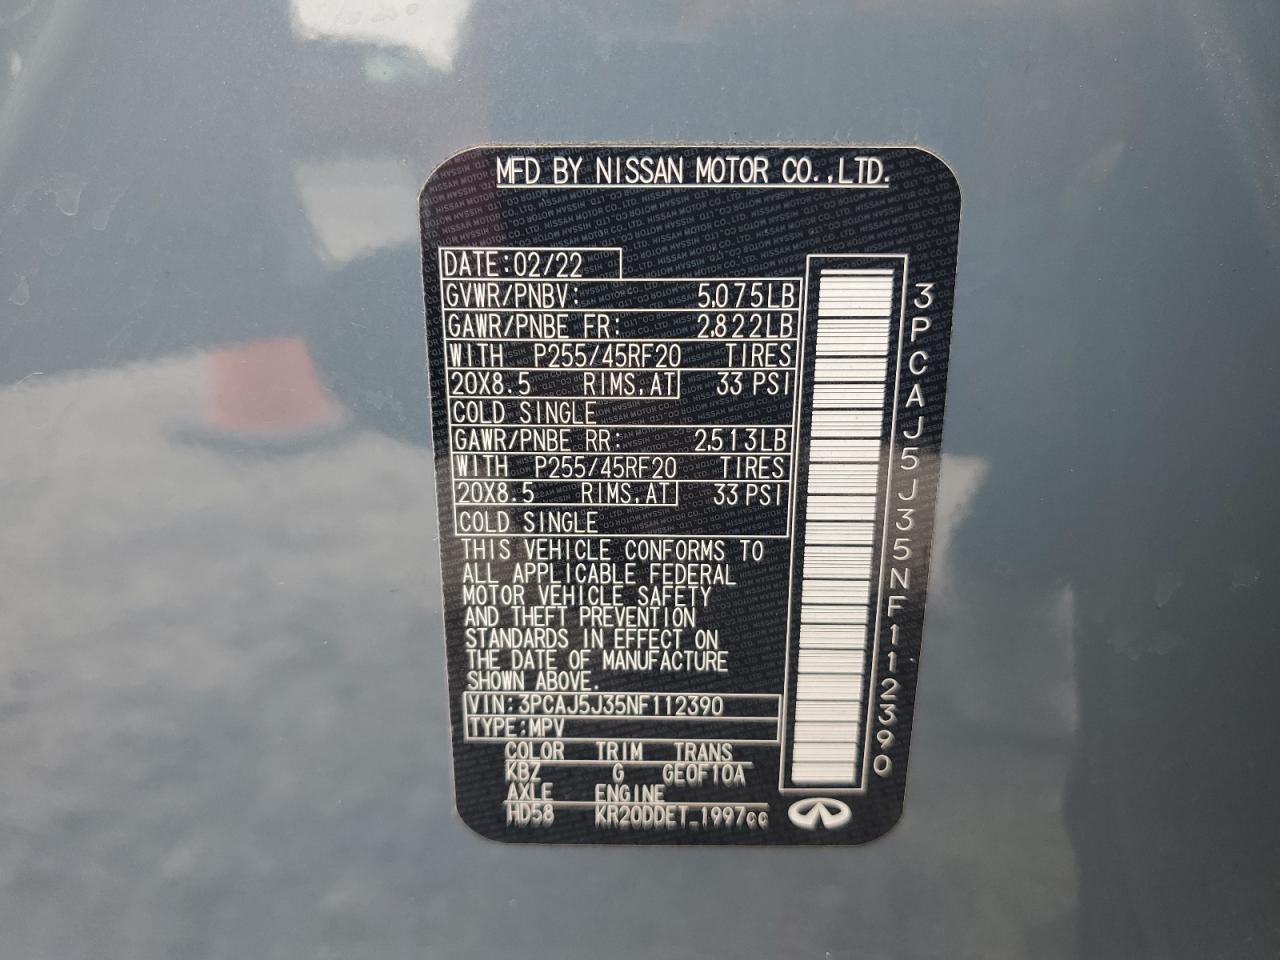 MFD BY NISSAN MOTOR CO.,LTD.
DATE:02/22
GVWR/PNBV: 5,075LB
GAWR/PNBE FR: 2,822LB
WITH P255/45RF20 TIRES
20X8.5 RIMS,AT 33 PSI
COLD SINGLE
GAWR/PNBE RR: 2,513LB
WITH P255/45RF20 TIRES
20X8.5 RIMS,AT 33 PSI
COLD SINGLE
THIS VEHICLE CONFORMS TO
ALL APPLICABLE FEDERAL
MOTOR VEHICLE SAFETY
AND THEFT PREVENTION
STANDARDS IN EFFECT ON
THE DATE OF MANUFACTURE
SHOWN ABOVE.
VIN:3PCAJ5J35NF112390
TYPE:MPV
COLOR TRIM TRANS
KBZ G GE0F10A
AXLE ENGINE
HD58 KR20DDET_1997cc
3PCAJ5J35NF112390